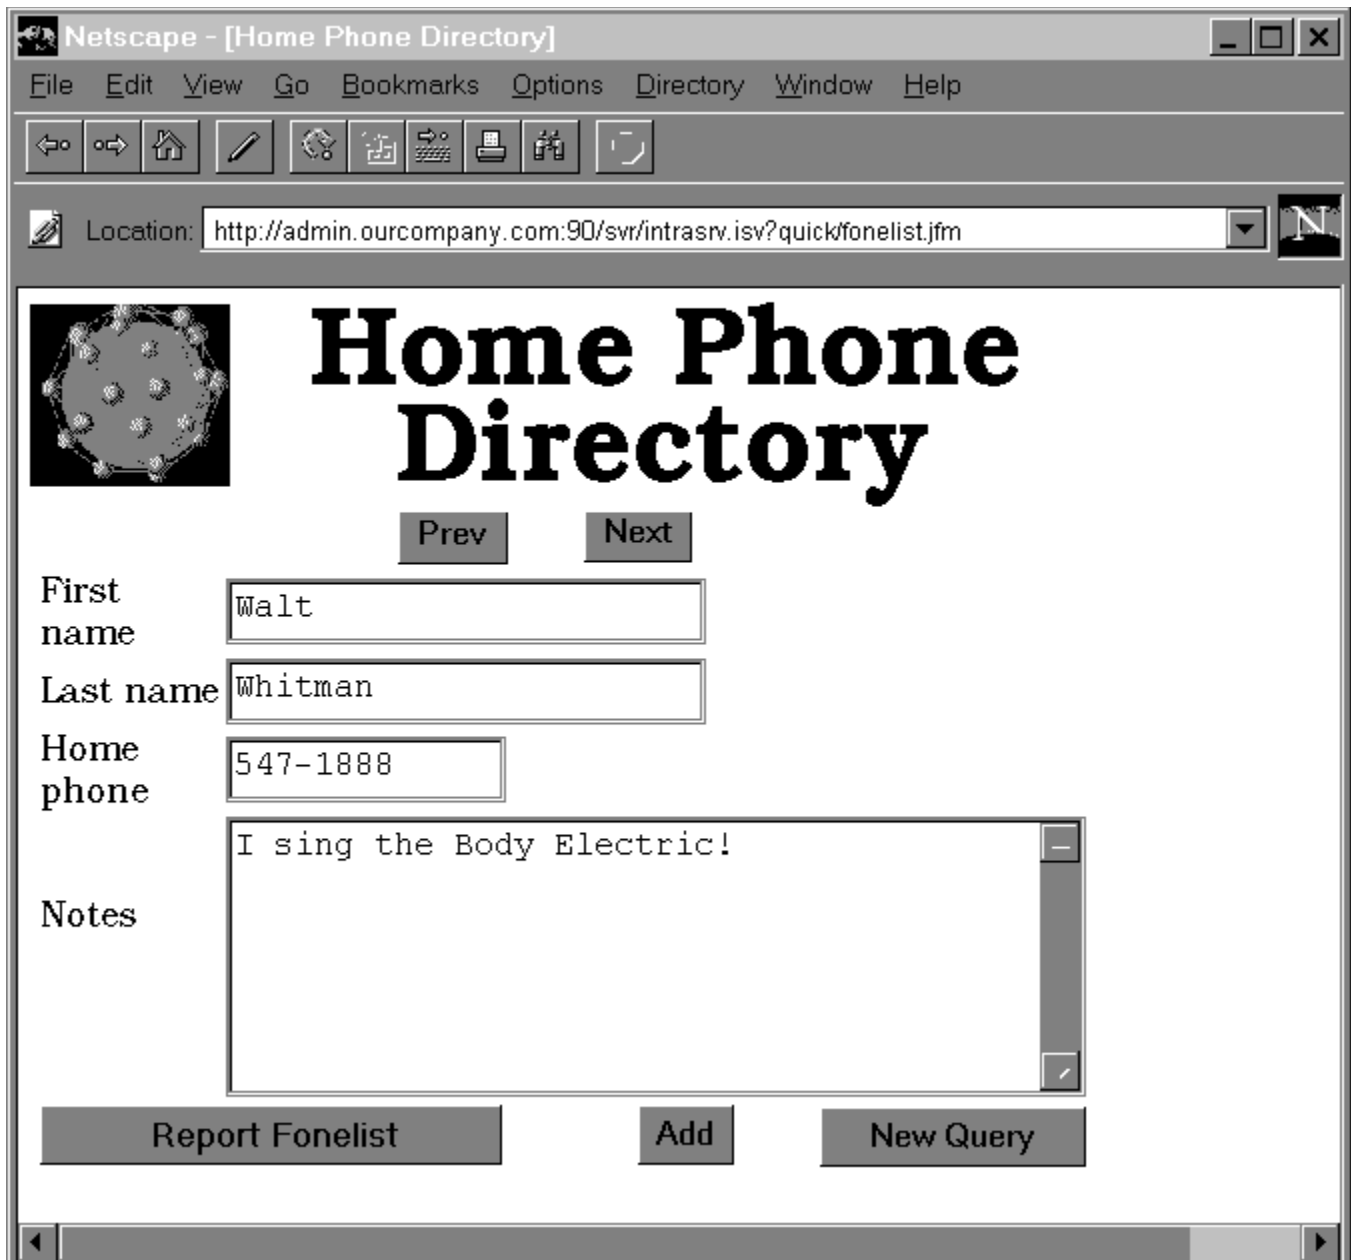 Netscape - [Home Phone Directory]
File Edit View Go Bookmarks Options Directory Window Help
Location: http://admin.ourcompany.com:90/svr/intrasrv.isv?quick/fonelist.jfm
N
Home Phone
Directory
Prev Next
First
name
Walt
Last name Whitman
Home
phone
547-1888
Notes
I sing the Body Electric!
Report Fonelist Add New Query